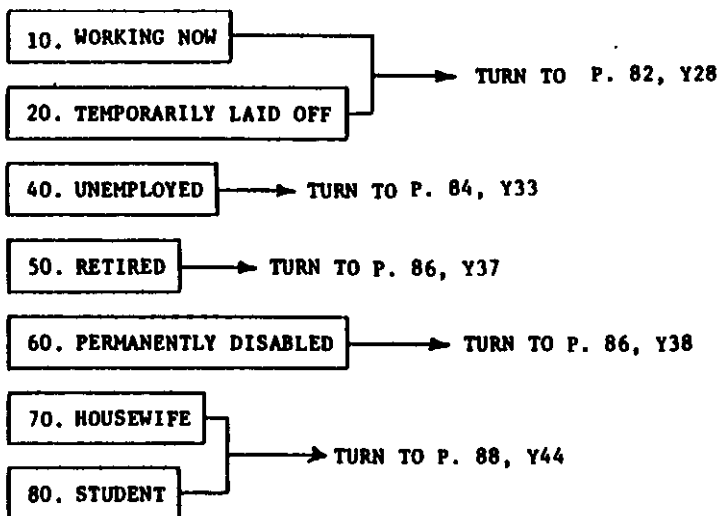 10. WORKING NOW
TURN TO P. 82, Y28
20. TEMPORARILY LAID OFF
40. UNEMPLOYED TURN TO P. 84, Y33
50. RETIRED TURN TO P. 86, Y37
60. PERMANENTLY DISABLED TURN TO P. 86, Y38
70. HOUSEWIFE
TURN TO P. 88, Y44
80. STUDENT